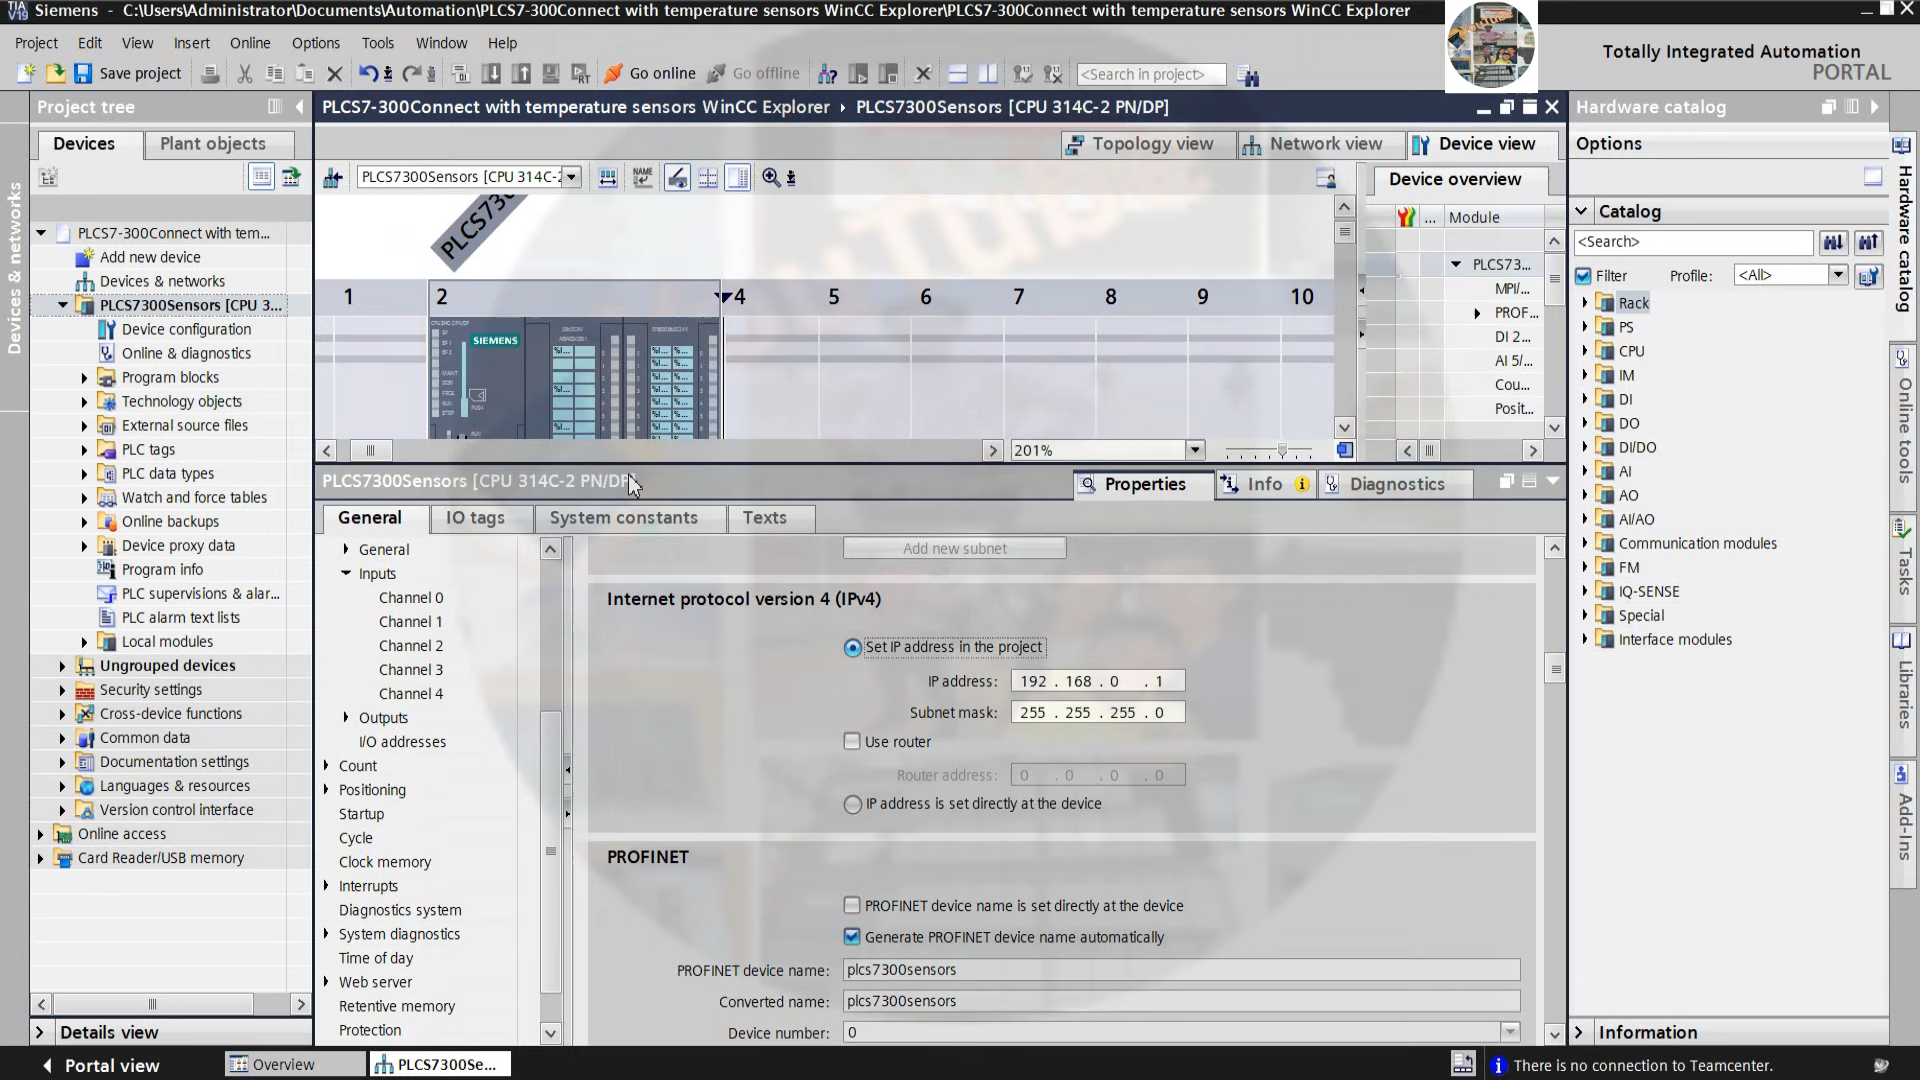 TIA V19 Siemens - C:\Users\Administrator\Documents\Automation\PLCS7-300Connect with temperature sensors WinCC Explorer\PLCS7-300Connect with temperature sensors WinCC Explorer
Project Edit View Insert Online Options Tools Window Help
Totally Integrated Automation
PORTAL
Save project Go online Go offline <Search in project>
Project tree
PLCS7-300Connect with temperature sensors WinCC Explorer › PLCS7300Sensors [CPU 314C-2 PN/DP]
Hardware catalog
Devices Plant objects
Topology view Network view Device view
Options
PLCS7300Sensors [CPU 314C-2
Device overview
... Module
Catalog
<Search>
Filter Profile: <All>
Devices & networks
PLCS7-300Connect with tem...
Add new device
Devices & networks
PLCS7300Sensors [CPU 3...
Device configuration
Online & diagnostics
Program blocks
Technology objects
External source files
PLC tags
PLC data types
Watch and force tables
Online backups
Device proxy data
Program info
PLC supervisions & alar...
PLC alarm text lists
Local modules
Ungrouped devices
Security settings
Cross-device functions
Common data
Documentation settings
Languages & resources
Version control interface
Online access
Card Reader/USB memory
Details view
PLCS730
1 2 4 5 6 7 8 9 10
SIEMENS
201%
PLCS73...
MPI/...
PROF...
DI 2...
AI 5/...
Cou...
Posit...
PLCS7300Sensors [CPU 314C-2 PN/DP]
Properties Info Diagnostics
General IO tags System constants Texts
General
Inputs
Channel 0
Channel 1
Channel 2
Channel 3
Channel 4
Outputs
I/O addresses
Count
Positioning
Startup
Cycle
Clock memory
Interrupts
Diagnostics system
System diagnostics
Time of day
Web server
Retentive memory
Protection
Add new subnet
Internet protocol version 4 (IPv4)
Set IP address in the project
IP address: 192 . 168 . 0 . 1
Subnet mask: 255 . 255 . 255 . 0
Use router
Router address: 0 . 0 . 0 . 0
IP address is set directly at the device
PROFINET
PROFINET device name is set directly at the device
Generate PROFINET device name automatically
PROFINET device name: plcs7300sensors
Converted name: plcs7300sensors
Device number: 0
Rack
PS
CPU
IM
DI
DO
DI/DO
AI
AO
AI/AO
Communication modules
FM
IQ-SENSE
Special
Interface modules
Information
Hardware catalog
Online tools
Tasks
Libraries
Add-Ins
Portal view Overview PLCS7300Se...
There is no connection to Teamcenter.